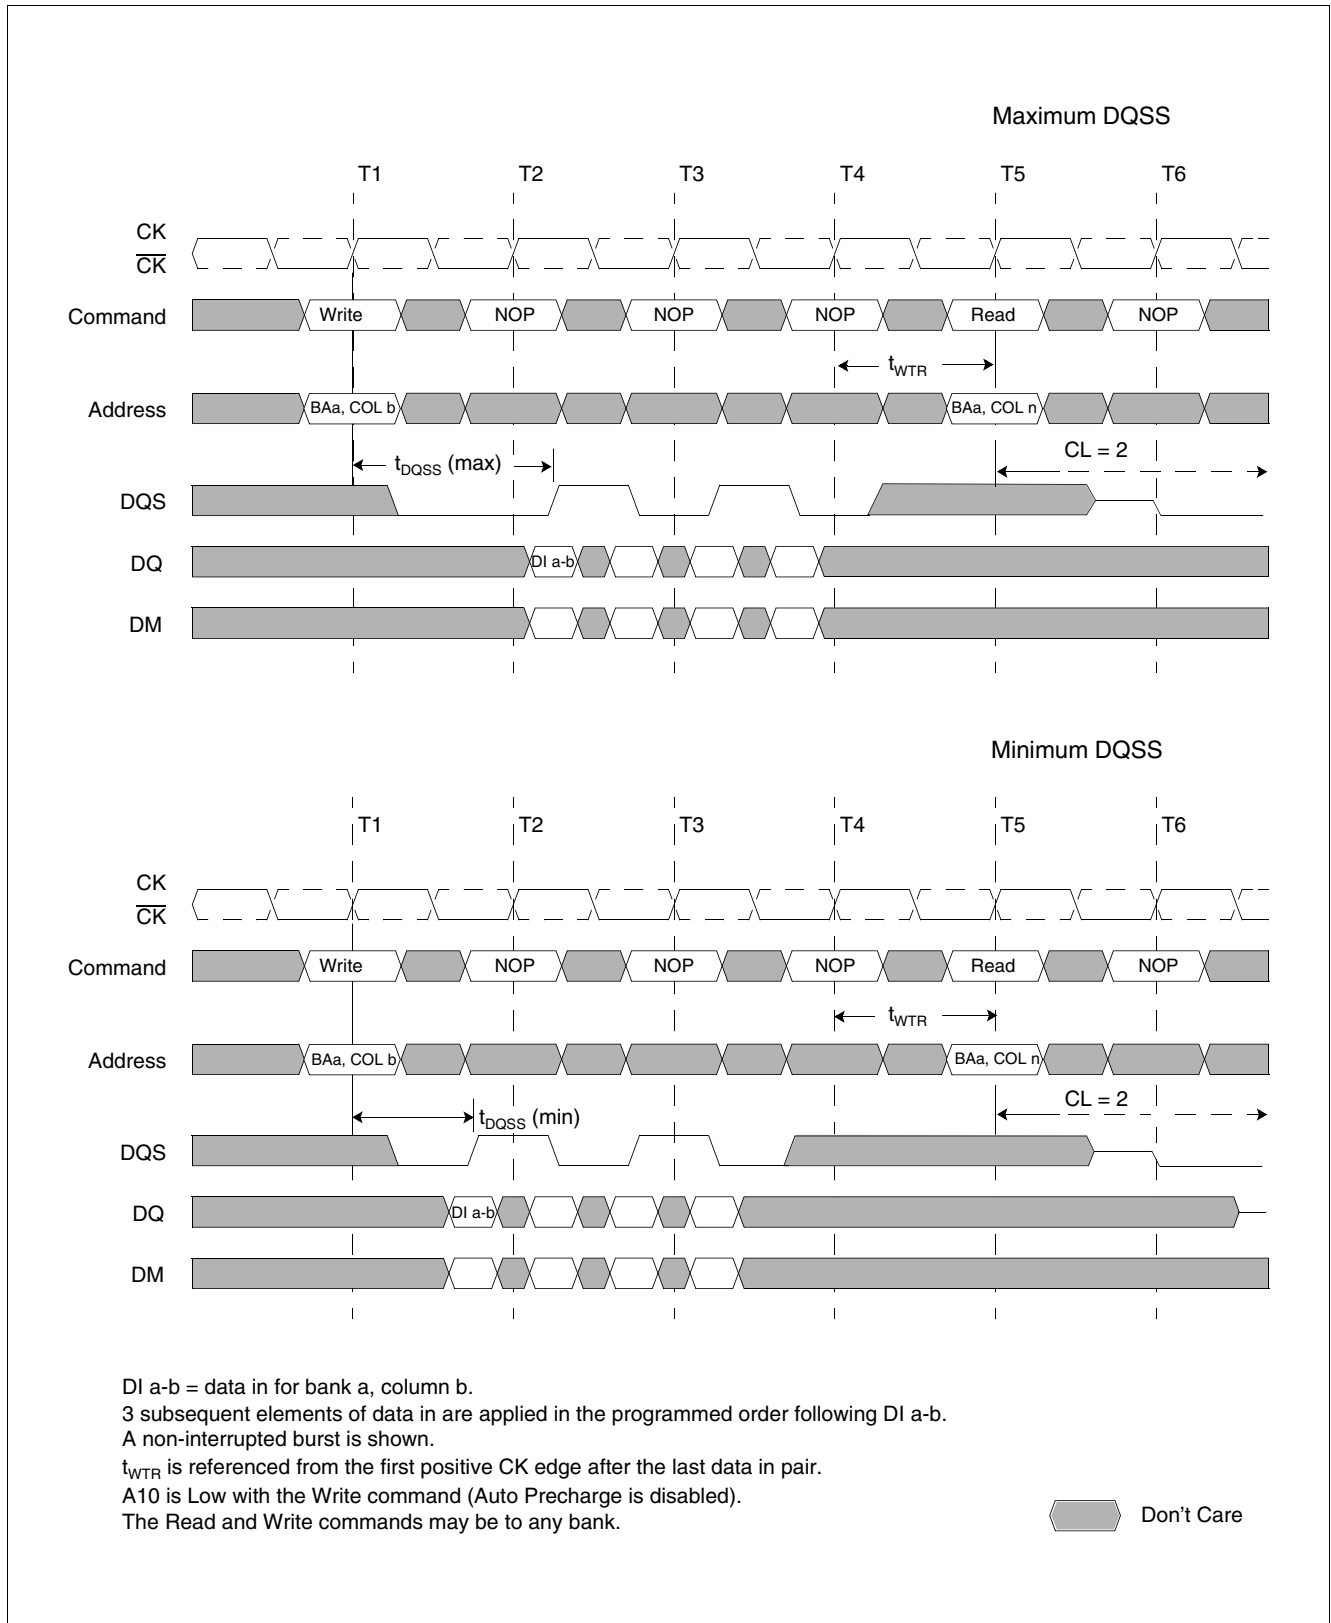 Maximum DQSS
T1 T2 T3 T4 T5 T6
CK
CK
Command Write NOP NOP NOP Read NOP
tWTR
Address BAa, COL b BAa, COL n
tDQSS (max) CL = 2
DQS
DQ DI a-b
DM
Minimum DQSS
T1 T2 T3 T4 T5 T6
CK
CK
Command Write NOP NOP NOP Read NOP
tWTR
Address BAa, COL b BAa, COL n
tDQSS (min) CL = 2
DQS
DQ DI a-b
DM
DI a-b = data in for bank a, column b.
3 subsequent elements of data in are applied in the programmed order following DI a-b.
A non-interrupted burst is shown.
tWTR is referenced from the first positive CK edge after the last data in pair.
A10 is Low with the Write command (Auto Precharge is disabled).
The Read and Write commands may be to any bank.
Don't Care